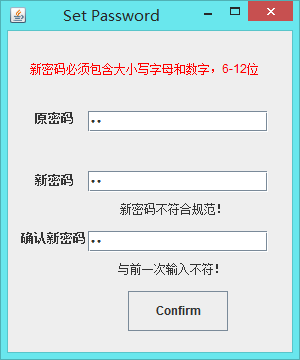 Set Password
新密码必须包含大小写字母和数字，6-12位
原密码 ••
新密码 ••
新密码不符合规范！
确认新密码 ••
与前一次输入不符！
Confirm